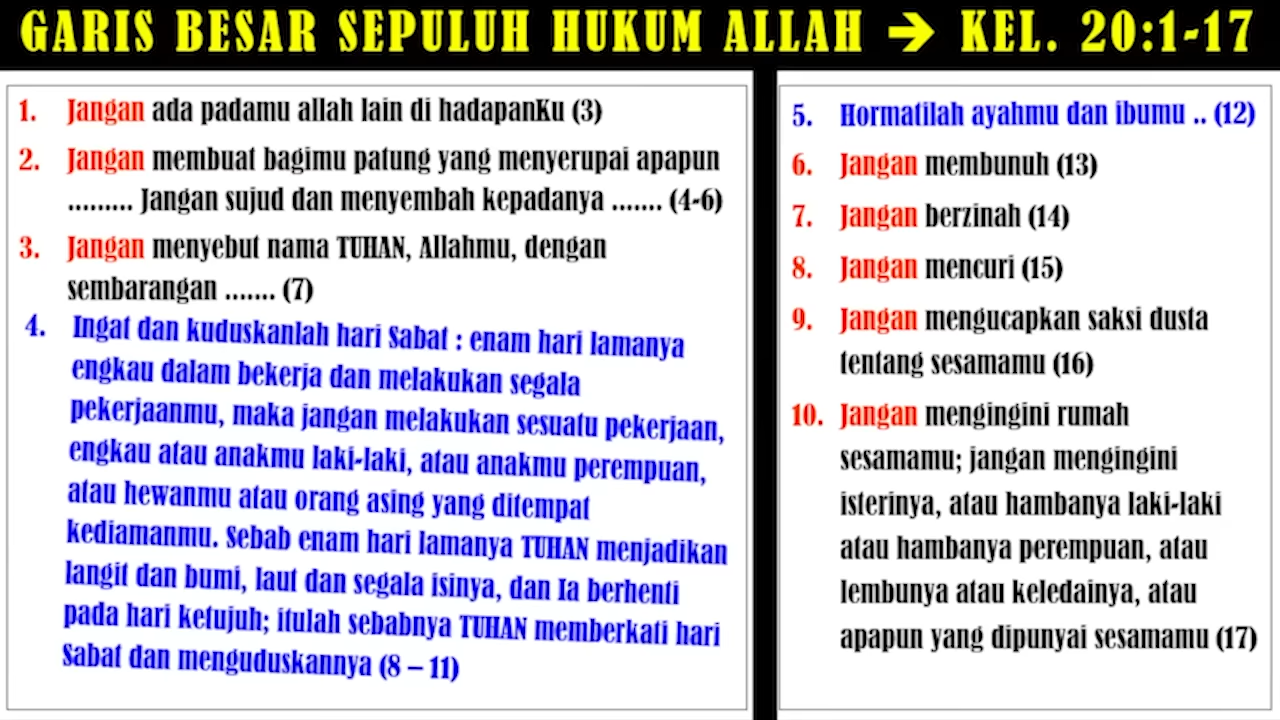 GARIS BESAR SEPULUH HUKUM ALLAH → KEL. 20:1-17
1. Jangan ada padamu allah lain di hadapanKu (3)
2. Jangan membuat bagimu patung yang menyerupai apapun
......... Jangan sujud dan menyembah kepadanya ....... (4-6)
3. Jangan menyebut nama TUHAN, Allahmu, dengan
sembarangan ....... (7)
4. Ingat dan kuduskanlah hari Sabat : enam hari lamanya
engkau dalam bekerja dan melakukan segala
pekerjaanmu, maka jangan melakukan sesuatu pekerjaan,
engkau atau anakmu laki-laki, atau anakmu perempuan,
atau hewanmu atau orang asing yang ditempat
kediamanmu. Sebab enam hari lamanya TUHAN menjadikan
langit dan bumi, laut dan segala isinya, dan Ia berhenti
pada hari ketujuh; itulah sebabnya TUHAN memberkati hari
Sabat dan menguduskannya (8 – 11)
5. Hormatilah ayahmu dan ibumu .. (12)
6. Jangan membunuh (13)
7. Jangan berzinah (14)
8. Jangan mencuri (15)
9. Jangan mengucapkan saksi dusta
tentang sesamamu (16)
10. Jangan mengingini rumah
sesamamu; jangan mengingini
isterinya, atau hambanya laki-laki
atau hambanya perempuan, atau
lembunya atau keledainya, atau
apapun yang dipunyai sesamamu (17)